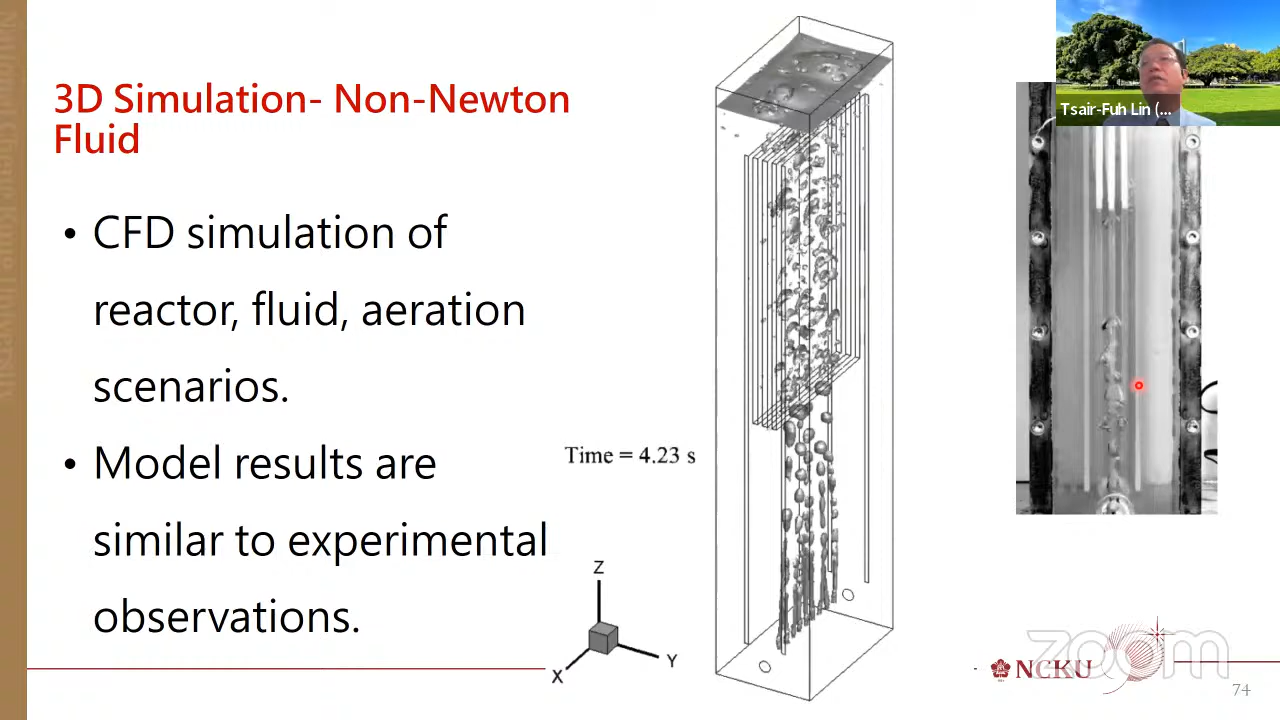 3D Simulation- Non-Newton
Fluid
• CFD simulation of
reactor, fluid, aeration
scenarios.
• Model results are
similar to experimental
observations.
Time = 4.23 s
Z
Y
X
Tsair-Fuh Lin (...
zoom
NCKU
74